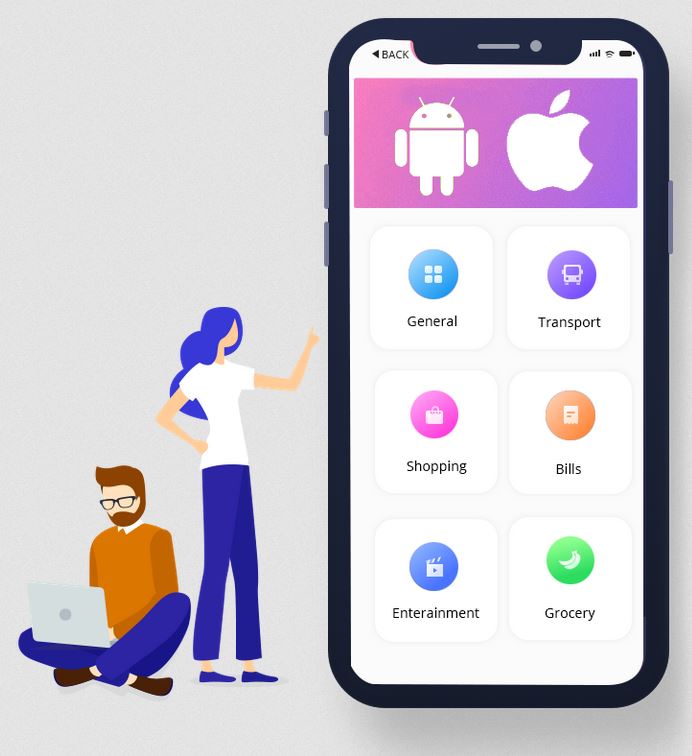 BACK
General
Transport
Shopping
Bills
Enterainment
Grocery